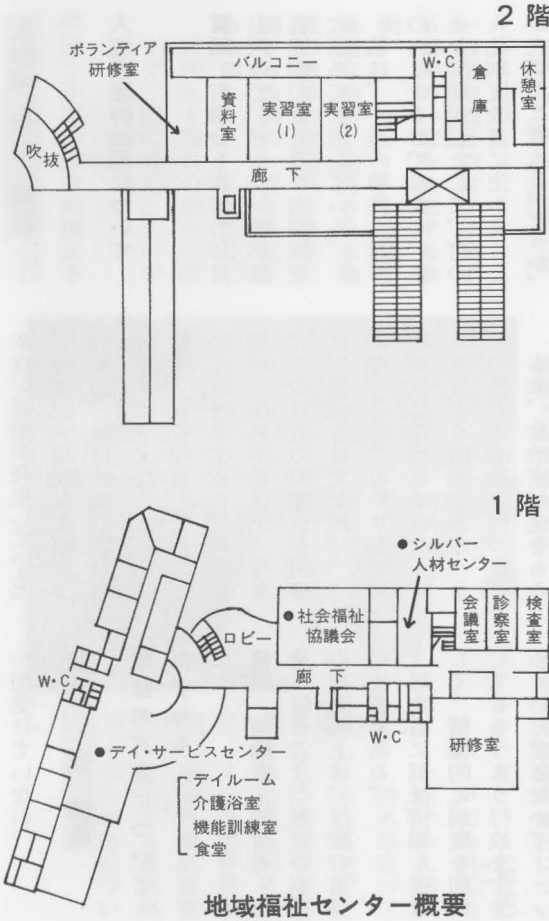 2階
ボランティア
研修室
バルコニー
W・C
倉庫
休憩室
資料室
実習室
(1)
実習室
(2)
吹抜
廊下
1階
●シルバー
人材センター
●社会福祉
協議会
会議室
診察室
検査室
ロビー
廊下
W・C
W・C
研修室
●デイ・サービスセンター
デイルーム
介護浴室
機能訓練室
食堂
地域福祉センター概要